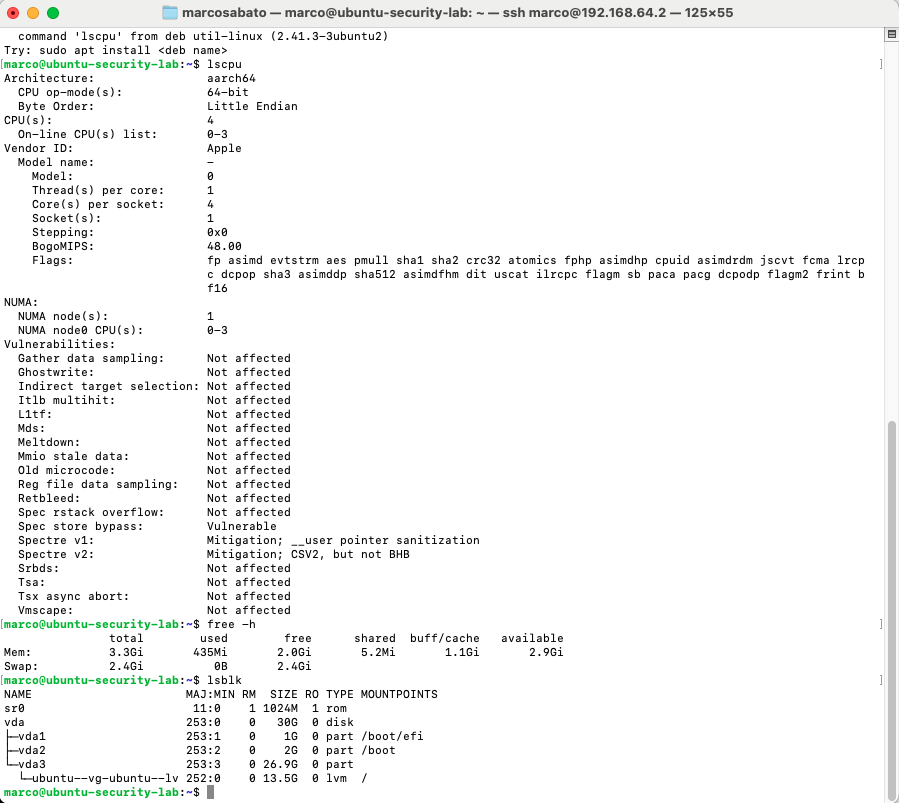 marcosabato — marco@ubuntu-security-lab: ~ — ssh marco@192.168.64.2 — 125×55
  command 'lscpu' from deb util-linux (2.41.3-3ubuntu2)
Try: sudo apt install <deb name>
[marco@ubuntu-security-lab:~$ lscpu ]
Architecture:                aarch64
  CPU op-mode(s):            64-bit
  Byte Order:                Little Endian
CPU(s):                      4
  On-line CPU(s) list:       0-3
Vendor ID:                   Apple
  Model name:                -
    Model:                   0
    Thread(s) per core:      1
    Core(s) per socket:      4
    Socket(s):               1
    Stepping:                0x0
    BogoMIPS:                48.00
    Flags:                   fp asimd evtstrm aes pmull sha1 sha2 crc32 atomics fphp asimdhp cpuid asimdrdm jscvt fcma lrcp
                             c dcpop sha3 asimddp sha512 asimdfhm dit uscat ilrcpc flagm sb paca pacg dcpodp flagm2 frint b
                             f16
NUMA:
  NUMA node(s):              1
  NUMA node0 CPU(s):         0-3
Vulnerabilities:
  Gather data sampling:      Not affected
  Ghostwrite:                Not affected
  Indirect target selection: Not affected
  Itlb multihit:             Not affected
  L1tf:                      Not affected
  Mds:                       Not affected
  Meltdown:                  Not affected
  Mmio stale data:           Not affected
  Old microcode:             Not affected
  Reg file data sampling:    Not affected
  Retbleed:                  Not affected
  Spec rstack overflow:      Not affected
  Spec store bypass:         Vulnerable
  Spectre v1:                Mitigation; __user pointer sanitization
  Spectre v2:                Mitigation; CSV2, but not BHB
  Srbds:                     Not affected
  Tsa:                       Not affected
  Tsx async abort:           Not affected
  Vmscape:                   Not affected
[marco@ubuntu-security-lab:~$ free -h ]
               total        used        free      shared  buff/cache   available
Mem:           3.3Gi       435Mi       2.0Gi       5.2Mi       1.1Gi       2.9Gi
Swap:          2.4Gi          0B       2.4Gi
[marco@ubuntu-security-lab:~$ lsblk ]
NAME                      MAJ:MIN RM  SIZE RO TYPE MOUNTPOINTS
sr0                        11:0    1 1024M  1 rom
vda                       253:0    0   30G  0 disk
├─vda1                    253:1    0    1G  0 part /boot/efi
├─vda2                    253:2    0    2G  0 part /boot
└─vda3                    253:3    0 26.9G  0 part
  └─ubuntu--vg-ubuntu--lv 252:0    0 13.5G  0 lvm  /
marco@ubuntu-security-lab:~$